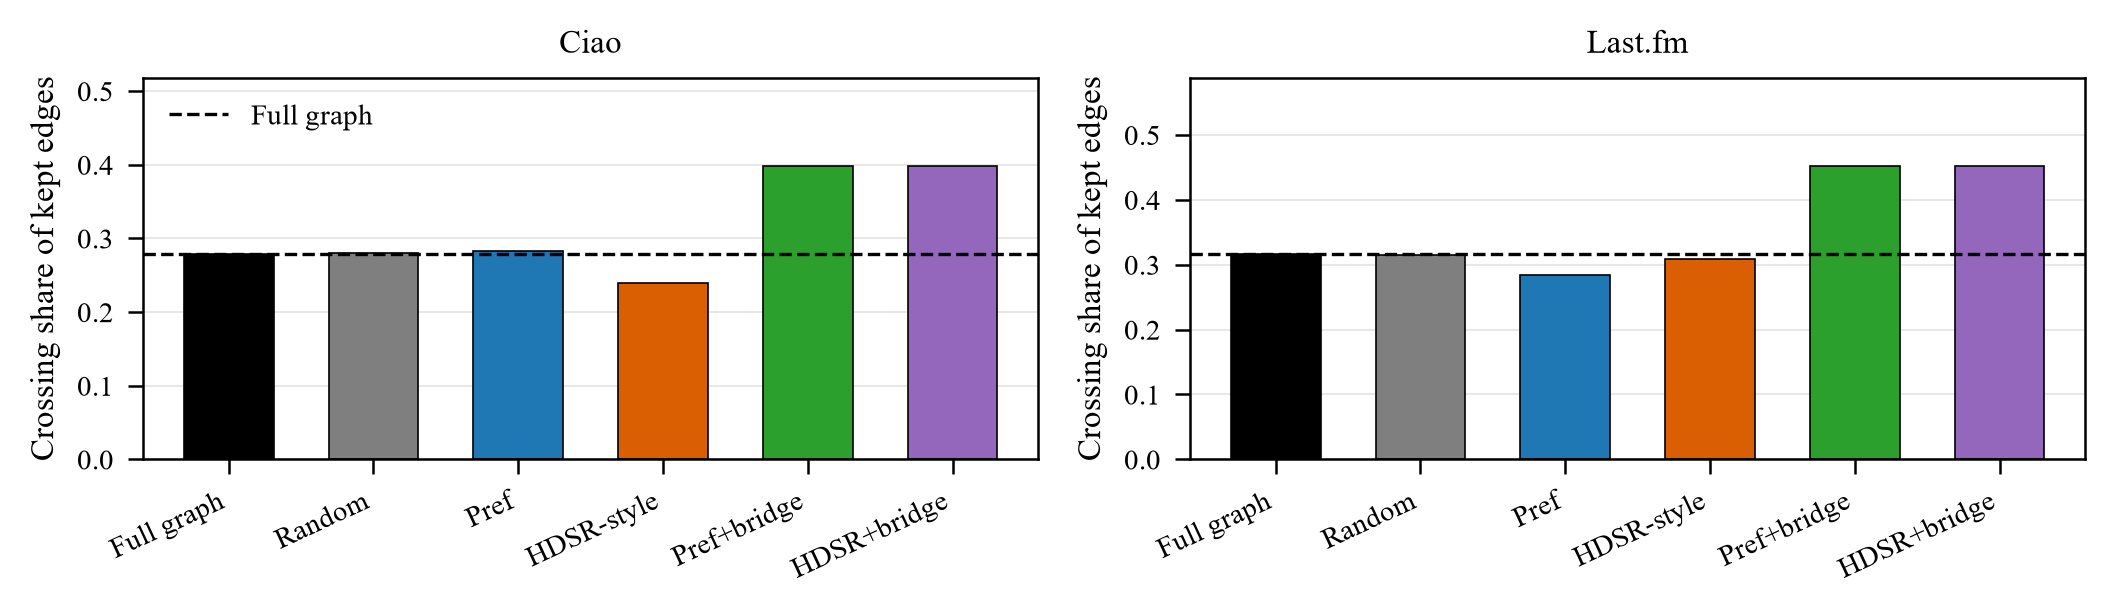 Ciao
Crossing share of kept edges
0.5
0.4
0.3
0.2
0.1
0.0
Full graph
Full graph
Random
Pref
HDSR-style
Pref+bridge
HDSR+bridge
Last.fm
Crossing share of kept edges
0.5
0.4
0.3
0.2
0.1
0.0
Full graph
Random
Pref
HDSR-style
Pref+bridge
HDSR+bridge